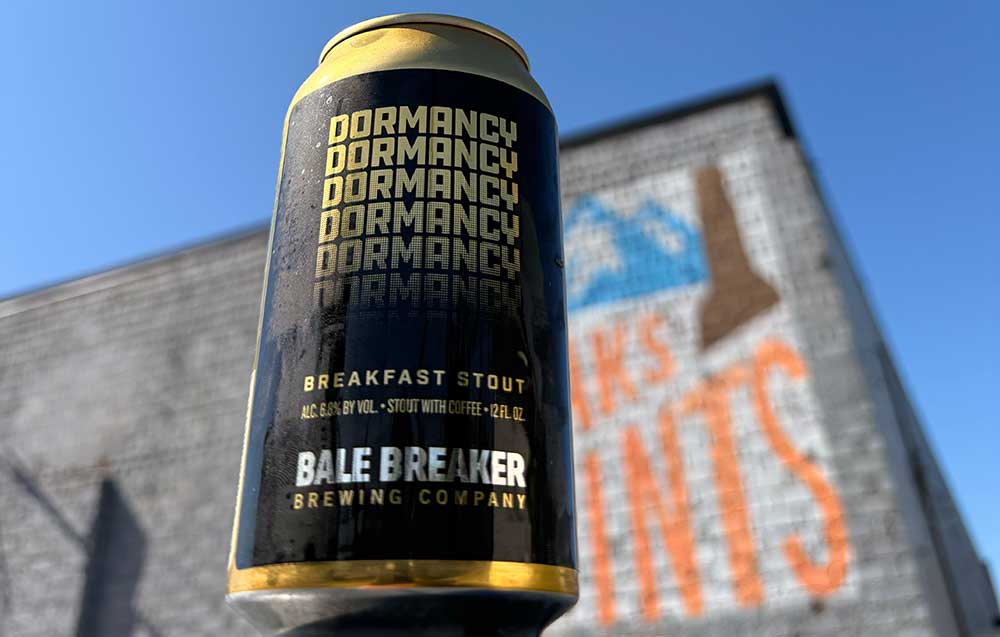 DORMANCY
DORMANCY
DORMANCY
DORMANCY
DORMANCY
DORMANCY
BREAKFAST STOUT
ALC. 6.8% BY VOL. • STOUT WITH COFFEE • 12 FL. OZ.
BALE BREAKER
BREWING COMPANY